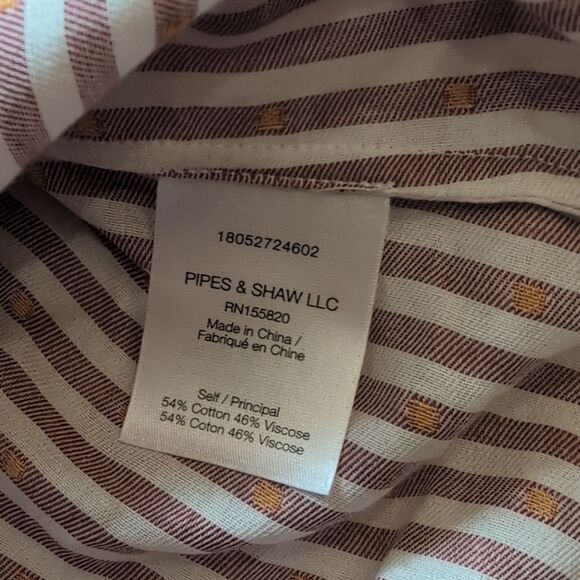 18052724602
PIPES & SHAW LLC
RN155820
Made in China /
Fabriqué en Chine
Self / Principal
54% Cotton 46% Viscose
54% Cotton 46% Viscose